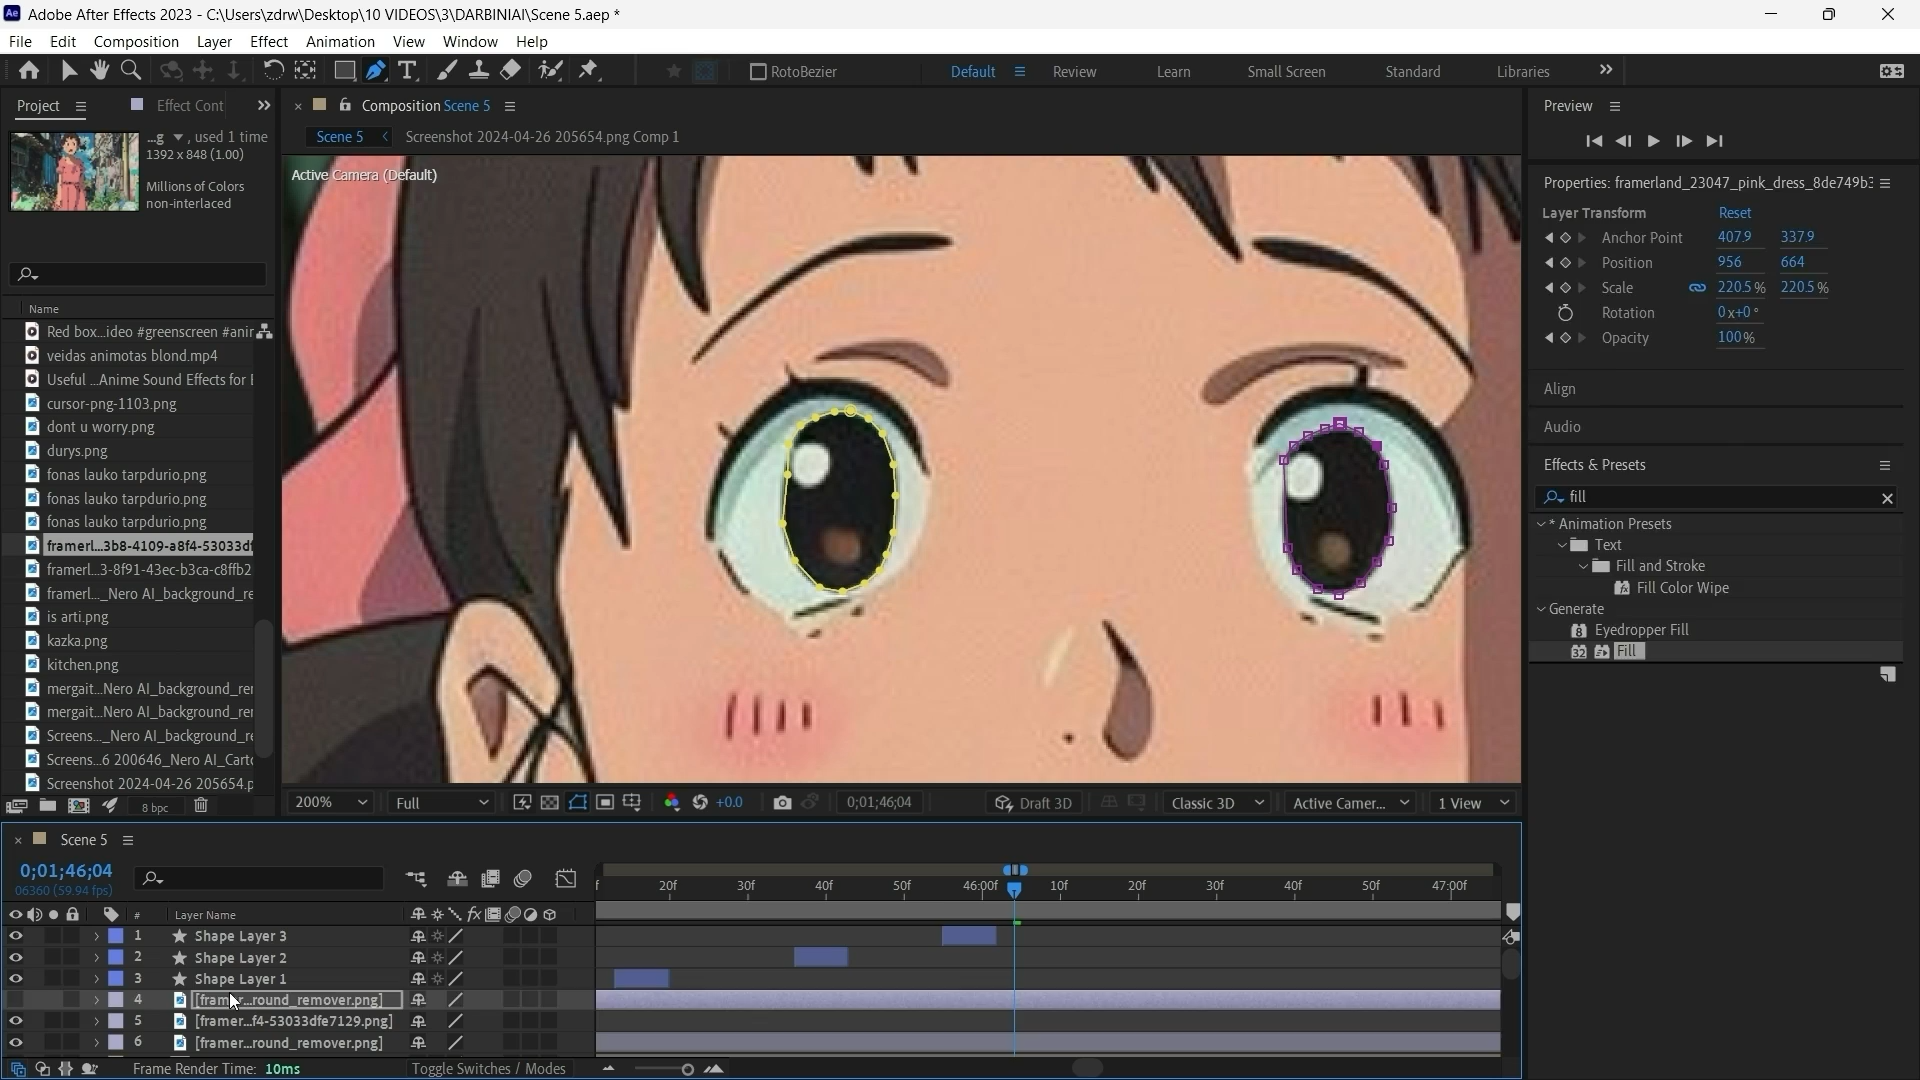 Adobe After Effects 2023 - C:\Users\zdrw\Desktop\10 VIDEOS\3\DARBINIAI\Scene 5.aep *
File Edit Composition Layer Effect Animation View Window Help
RotoBezier Default Review Learn Small Screen Standard Libraries
Project Effect Cont
...g , used 1 time
1392 x 848 (1.00)
Millions of Colors
non-interlaced
Name
Red box...ideo #greenscreen #anir
veidas animotas blond.mp4
Useful ...Anime Sound Effects for
cursor-png-1103.png
dont u worry.png
durys.png
fonas lauko tarpdurio.png
fonas lauko tarpdurio.png
fonas lauko tarpdurio.png
framerl...3b8-4109-a8f4-53033d
framerl...3-8f91-43ec-b3ca-c8ffb2
framerl..._Nero AI_background_re
is arti.png
kazka.png
kitchen.png
mergait...Nero AI_background_rer
mergait...Nero AI_background_rer
Screens..._Nero AI_background_re
Screens...6 200646_Nero AI_Carto
Screenshot 2024-04-26 205654.p
8 bpc
Composition Scene 5
Scene 5 Screenshot 2024-04-26 205654.png Comp 1
Active Camera (Default)
200% Full +0.0 0;01;46;04 Draft 3D Classic 3D Active Camer... 1 View
Preview
Properties: framerland_23047_pink_dress_8de749b3
Layer Transform Reset
Anchor Point 407.9 337.9
Position 956 664
Scale 220.5 % 220.5 %
Rotation 0x+0°
Opacity 100%
Align
Audio
Effects & Presets
fill
* Animation Presets
Text
Fill and Stroke
Fill Color Wipe
Generate
8 Eyedropper Fill
32 Fill
Scene 5
0;01;46;04
06360 (59.94 fps)
f 20f 30f 40f 50f 46:00f 10f 20f 30f 40f 50f 47:00f
# Layer Name
1 Shape Layer 3
2 Shape Layer 2
3 Shape Layer 1
4 [framer...round_remover.png]
5 [framer...f4-53033dfe7129.png]
6 [framer...round_remover.png]
Frame Render Time: 10ms Toggle Switches / Modes